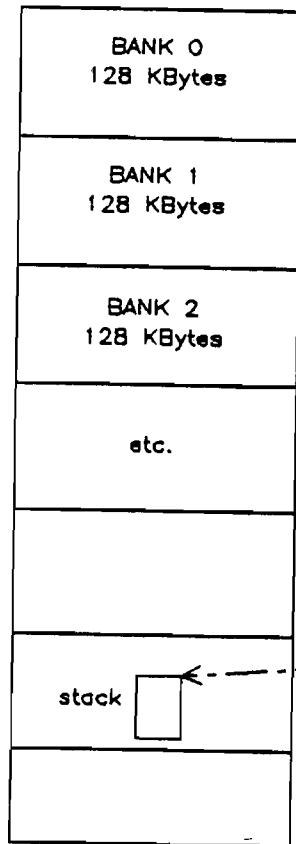 BANK 0
128 KBytes
BANK 1
128 KBytes
BANK 2
128 KBytes
etc.
stack